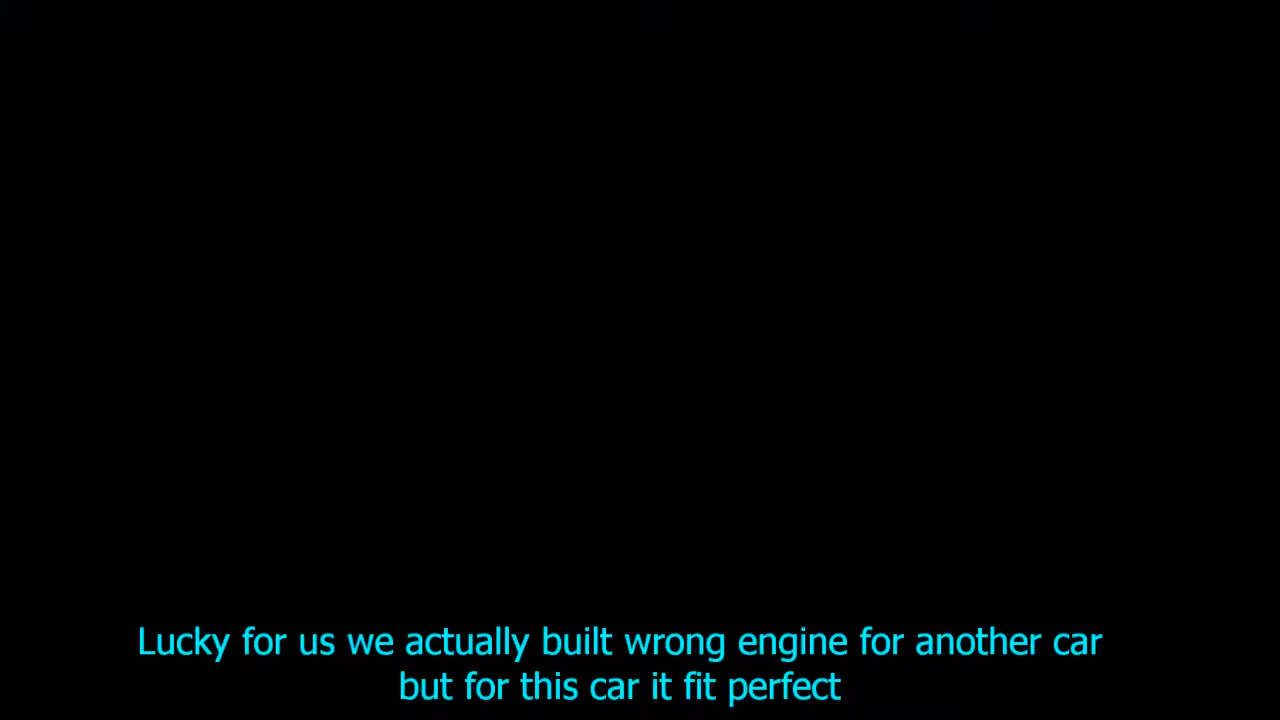 Lucky for us we actually built wrong engine for another car
but for this car it fit perfect